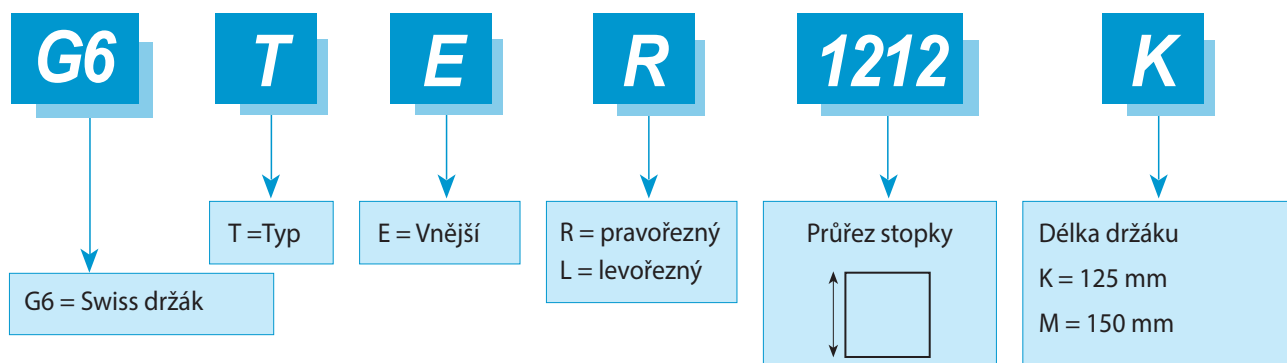 G6 T E R 1212 K
T =Typ
E = Vnější
R = pravořezný
L = levořezný
Průřez stopky
Délka držáku
K = 125 mm
M = 150 mm
G6 = Swiss držák